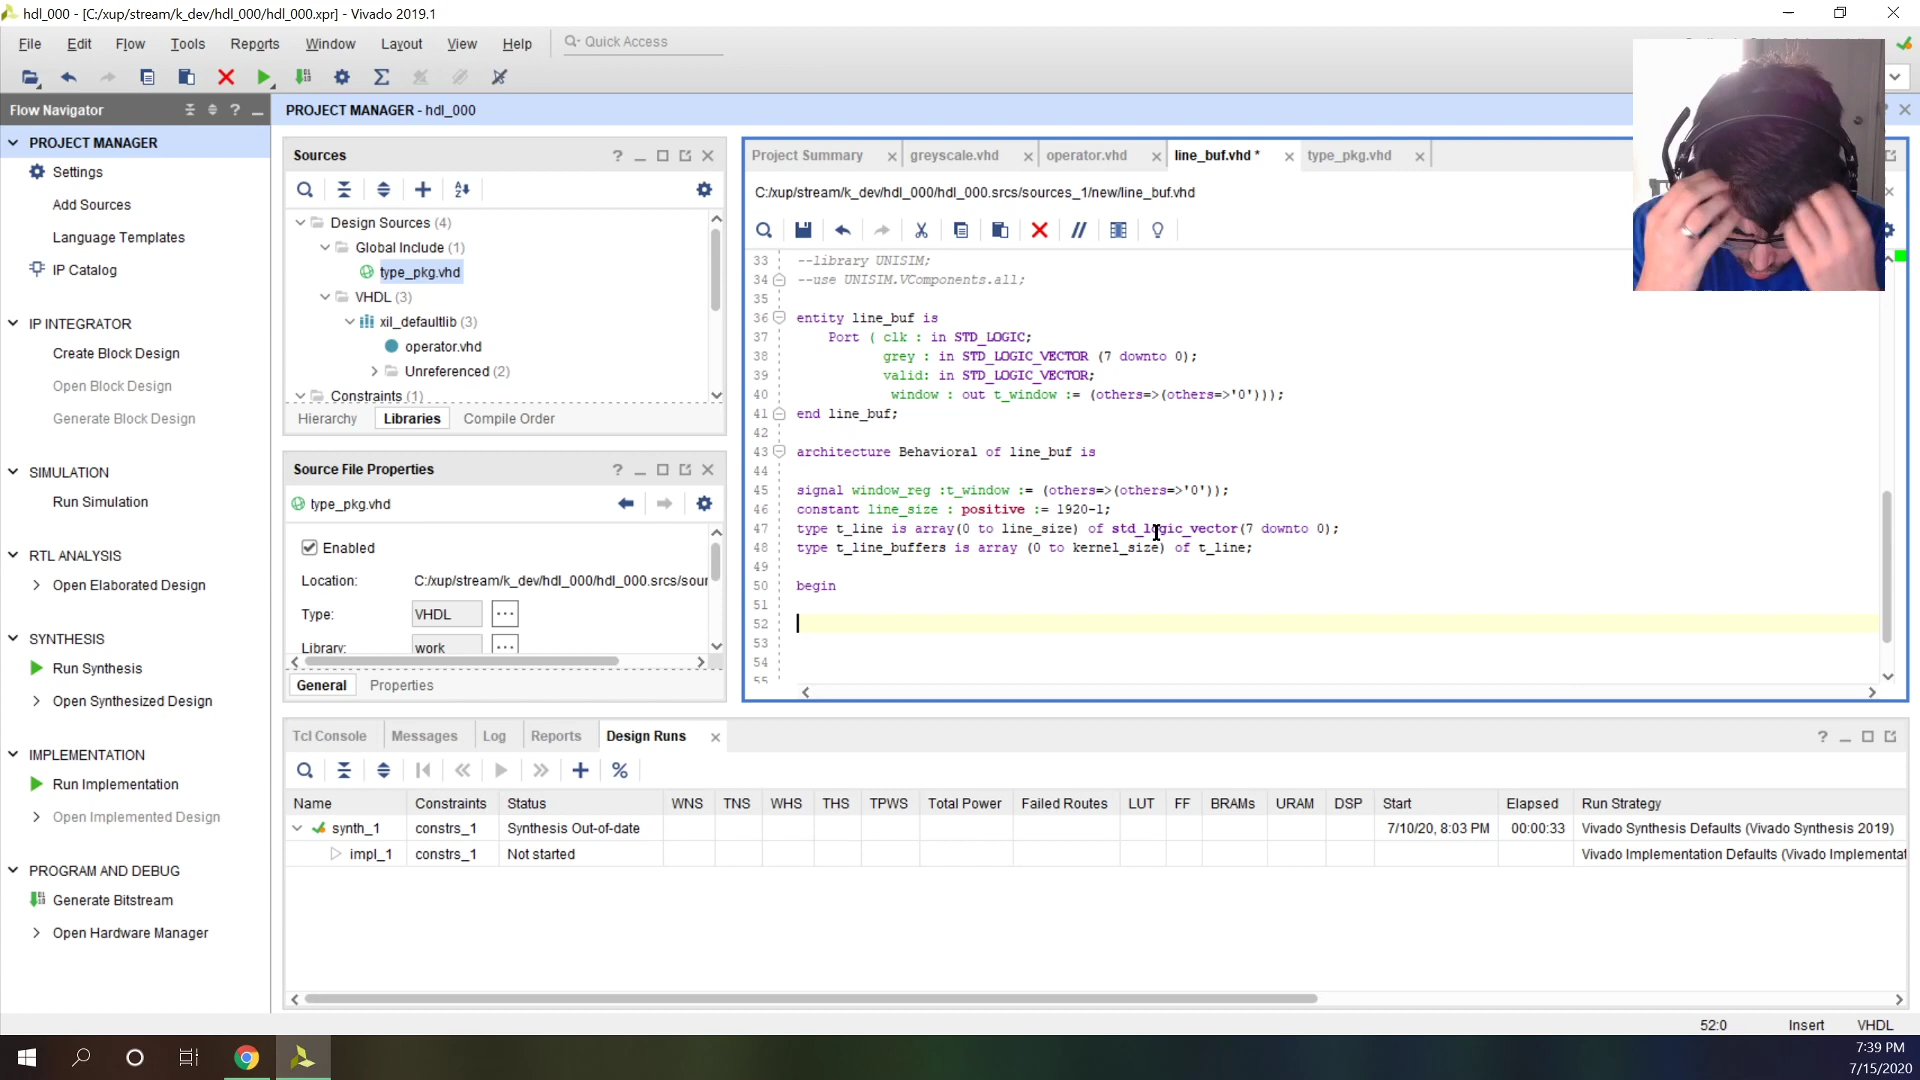 hdl_000 - [C:/xup/stream/k_dev/hdl_000/hdl_000.xpr] - Vivado 2019.1
File Edit Flow Tools Reports Window Layout View Help Quick Access
Flow Navigator
PROJECT MANAGER - hdl_000
PROJECT MANAGER
Settings
Add Sources
Language Templates
IP Catalog
IP INTEGRATOR
Create Block Design
Open Block Design
Generate Block Design
SIMULATION
Run Simulation
RTL ANALYSIS
Open Elaborated Design
SYNTHESIS
Run Synthesis
Open Synthesized Design
IMPLEMENTATION
Run Implementation
Open Implemented Design
PROGRAM AND DEBUG
Generate Bitstream
Open Hardware Manager
Sources
Design Sources (4)
Global Include (1)
type_pkg.vhd
VHDL (3)
xil_defaultlib (3)
operator.vhd
Unreferenced (2)
Constraints (1)
Hierarchy Libraries Compile Order
Source File Properties
type_pkg.vhd
Enabled
Location: C:/xup/stream/k_dev/hdl_000/hdl_000.srcs/sour
Type: VHDL ...
Library: work ...
General Properties
Project Summary greyscale.vhd operator.vhd line_buf.vhd * type_pkg.vhd
C:/xup/stream/k_dev/hdl_000/hdl_000.srcs/sources_1/new/line_buf.vhd
33 --library UNISIM;
34 --use UNISIM.VComponents.all;
35
36 entity line_buf is
37 Port ( clk : in STD_LOGIC;
38 grey : in STD_LOGIC_VECTOR (7 downto 0);
39 valid: in STD_LOGIC_VECTOR;
40 window : out t_window := (others=>(others=>'0')));
41 end line_buf;
42
43 architecture Behavioral of line_buf is
44
45 signal window_reg :t_window := (others=>(others=>'0'));
46 constant line_size : positive := 1920-1;
47 type t_line is array(0 to line_size) of std_logic_vector(7 downto 0);
48 type t_line_buffers is array (0 to kernel_size) of t_line;
49
50 begin
51
52
53
54
55
Tcl Console Messages Log Reports Design Runs
Name Constraints Status WNS TNS WHS THS TPWS Total Power Failed Routes LUT FF BRAMs URAM DSP Start Elapsed Run Strategy
synth_1 constrs_1 Synthesis Out-of-date 7/10/20, 8:03 PM 00:00:33 Vivado Synthesis Defaults (Vivado Synthesis 2019)
impl_1 constrs_1 Not started Vivado Implementation Defaults (Vivado Implementat
52:0 Insert VHDL
7:39 PM
7/15/2020